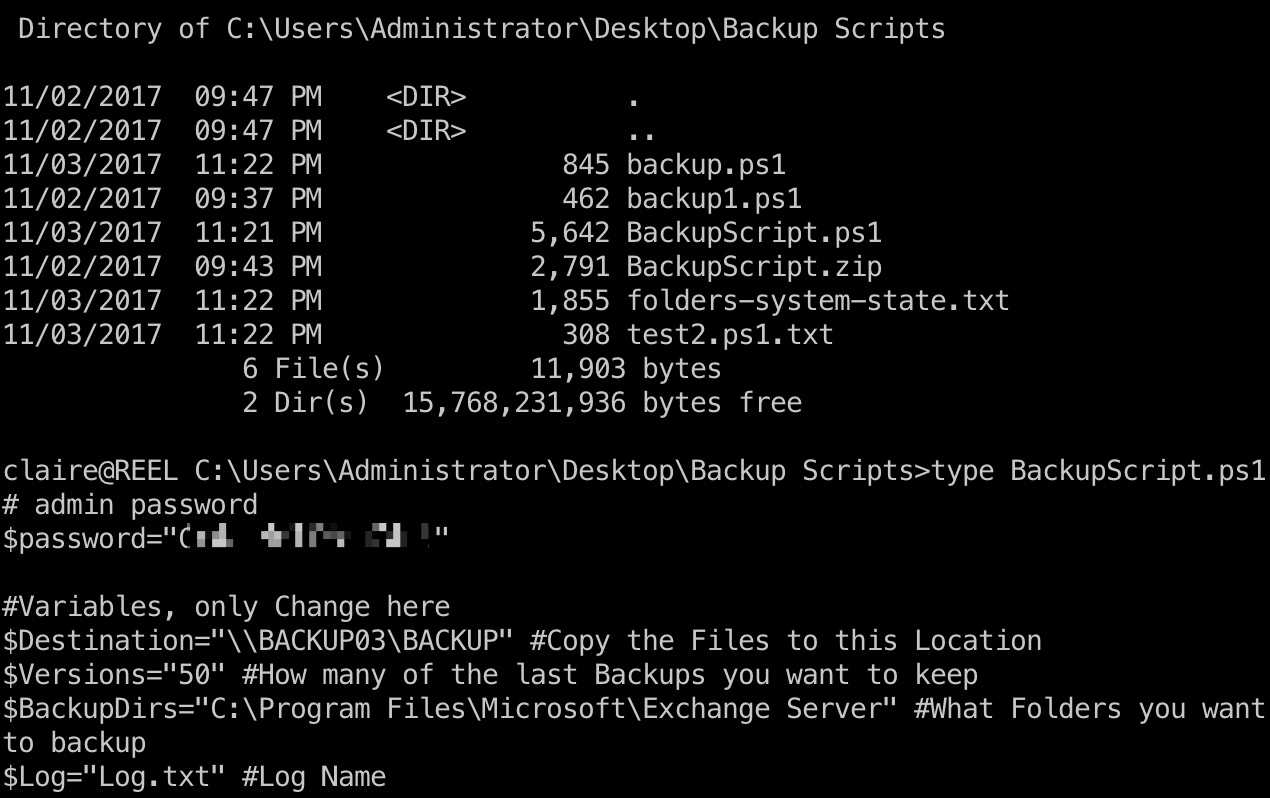 Directory of C:\Users\Administrator\Desktop\Backup Scripts
11/02/2017  09:47 PM    <DIR>          .
11/02/2017  09:47 PM    <DIR>          ..
11/03/2017  11:22 PM               845 backup.ps1
11/02/2017  09:37 PM               462 backup1.ps1
11/03/2017  11:21 PM             5,642 BackupScript.ps1
11/02/2017  09:43 PM             2,791 BackupScript.zip
11/03/2017  11:22 PM             1,855 folders-system-state.txt
11/03/2017  11:22 PM               308 test2.ps1.txt
               6 File(s)         11,903 bytes
               2 Dir(s)  15,768,231,936 bytes free
claire@REEL C:\Users\Administrator\Desktop\Backup Scripts>type BackupScript.ps1
# admin password
$password="
#Variables, only Change here
$Destination="\\BACKUP03\BACKUP" #Copy the Files to this Location
$Versions="50" #How many of the last Backups you want to keep
$BackupDirs="C:\Program Files\Microsoft\Exchange Server" #What Folders you want
to backup
$Log="Log.txt" #Log Name